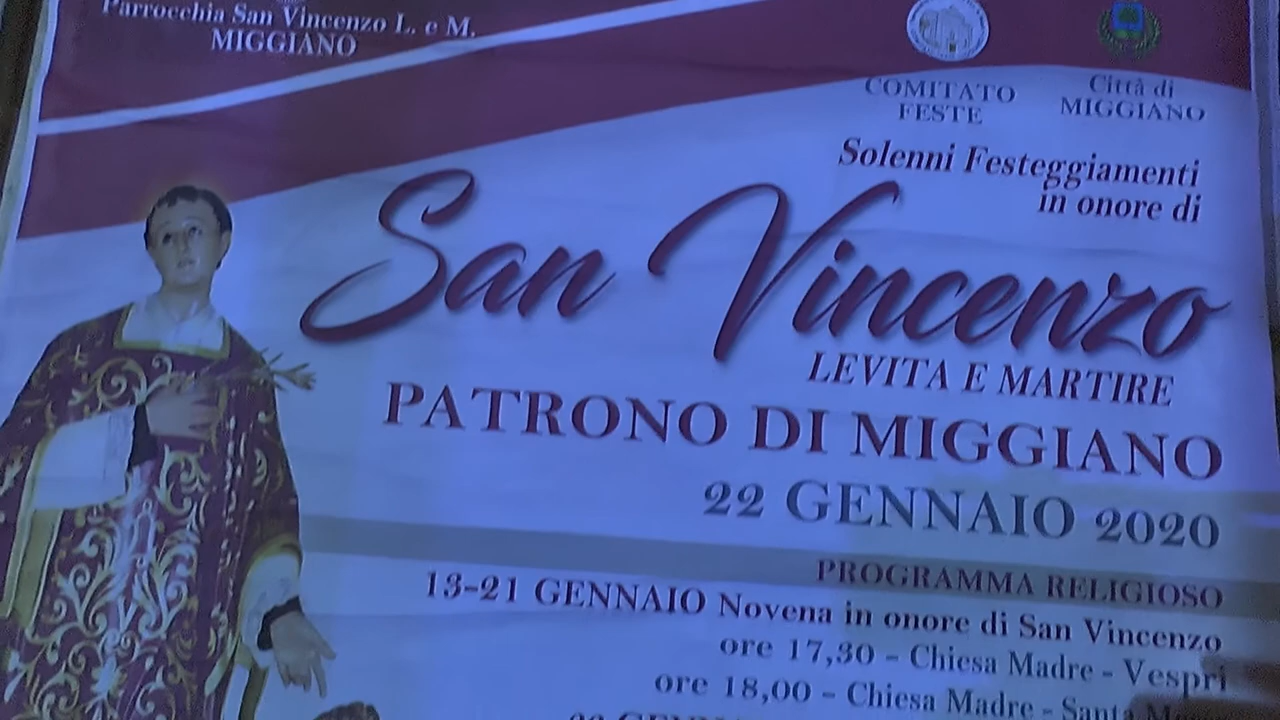 Parrocchia San Vincenzo L. e M.
MIGGIANO
COMITATO
FESTE
Città di
MIGGIANO
Solenni Festeggiamenti
in onore di
San Vincenzo
LEVITA E MARTIRE
PATRONO DI MIGGIANO
22 GENNAIO 2020
PROGRAMMA RELIGIOSO
13-21 GENNAIO Novena in onore di San Vincenzo
ore 17,30 - Chiesa Madre - Vespri
ore 18,00 - Chiesa Madre - Santa